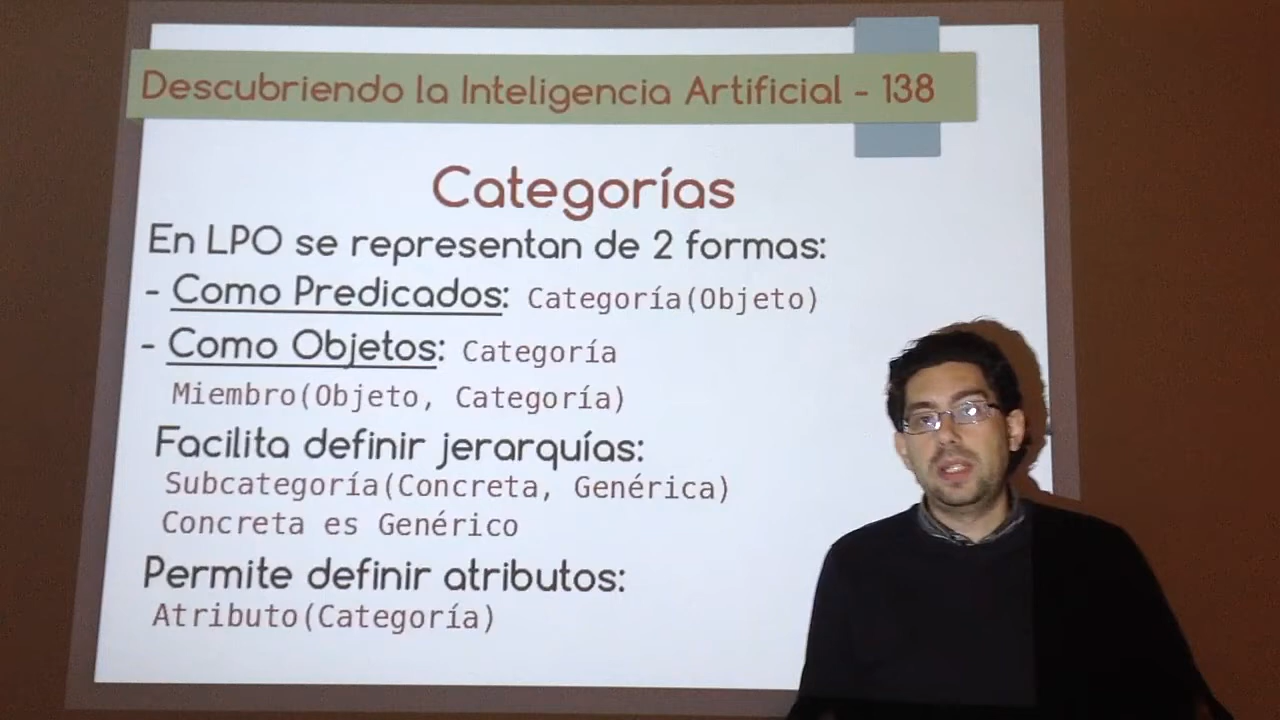 Descubriendo la Inteligencia Artificial - 138
Categorías
En LPO se representan de 2 formas:
- Como Predicados: Categoría(Objeto)
- Como Objetos: Categoría
Miembro(Objeto, Categoría)
Facilita definir jerarquías:
Subcategoría(Concreta, Genérica)
Concreta es Genérico
Permite definir atributos:
Atributo(Categoría)